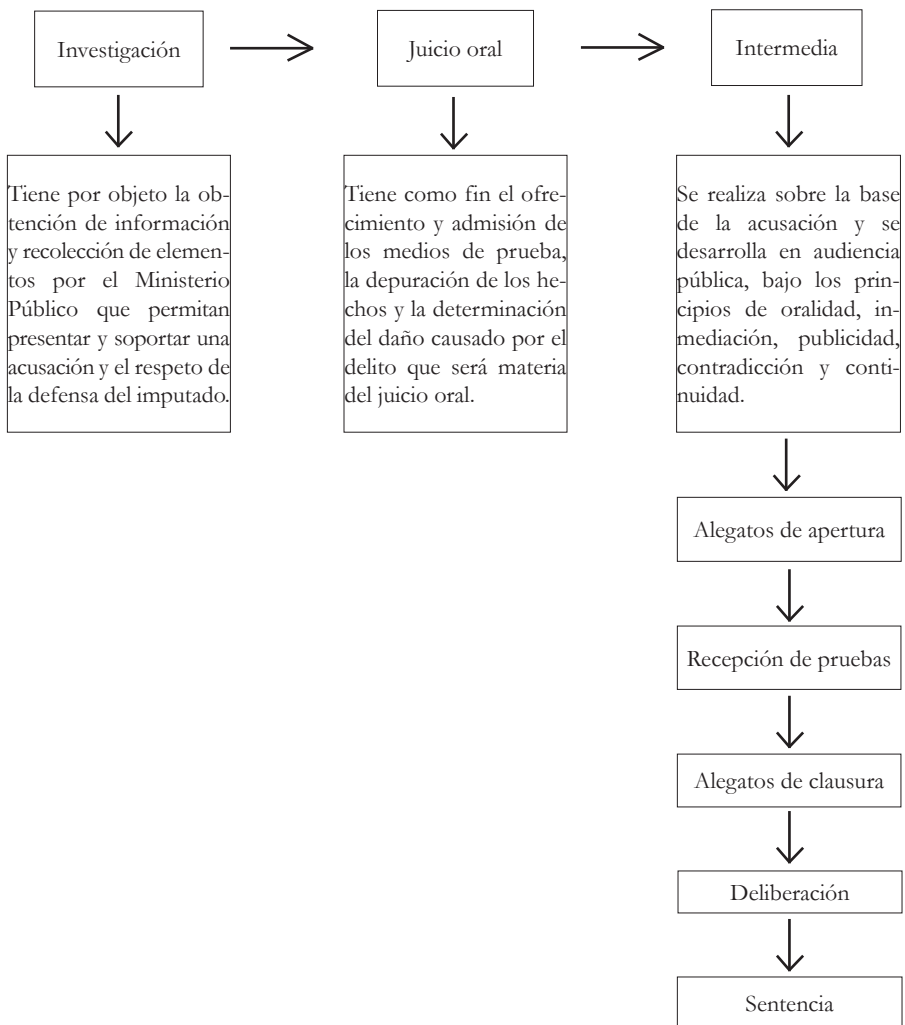 Investigación
Juicio oral
Intermedia
Tiene por objeto la ob-
tención de información
y recolección de elemen-
tos por el Ministerio
Público que permitan
presentar y soportar una
acusación y el respeto de
la defensa del imputado.
Tiene como fin el ofre-
cimiento y admisión de
los medios de prueba,
la depuración de los he-
chos y la determinación
del daño causado por el
delito que será materia
del juicio oral.
Se realiza sobre la base
de la acusación y se
desarrolla en audiencia
pública, bajo los prin-
cipios de oralidad, in-
mediación, publicidad,
contradicción y conti-
nuidad.
Alegatos de apertura
Recepción de pruebas
Alegatos de clausura
Deliberación
Sentencia